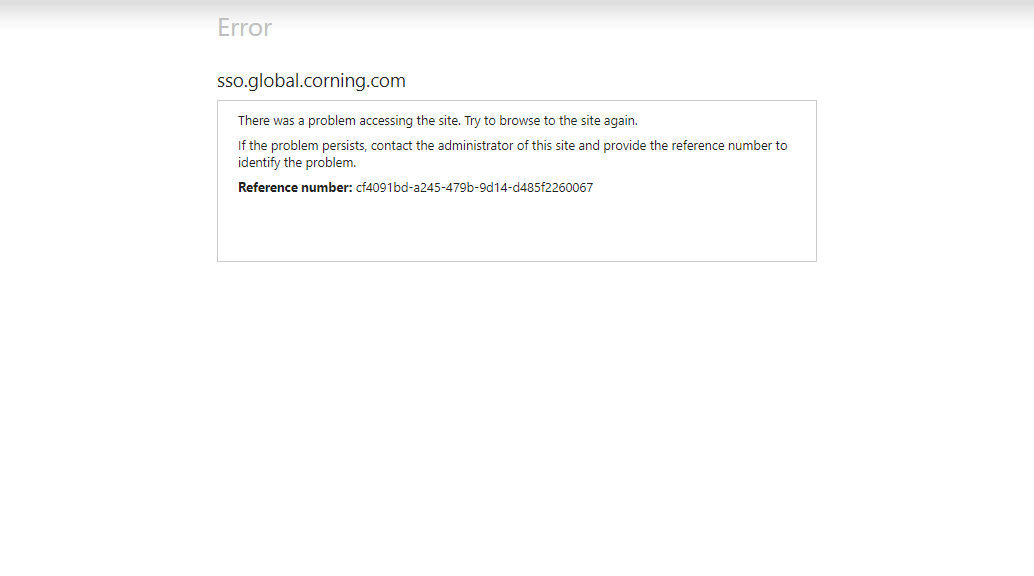 Error
sso.global.corning.com
There was a problem accessing the site. Try to browse to the site again.
If the problem persists, contact the administrator of this site and provide the reference number to
identify the problem.
Reference number: cf4091bd-a245-479b-9d14-d485f2260067